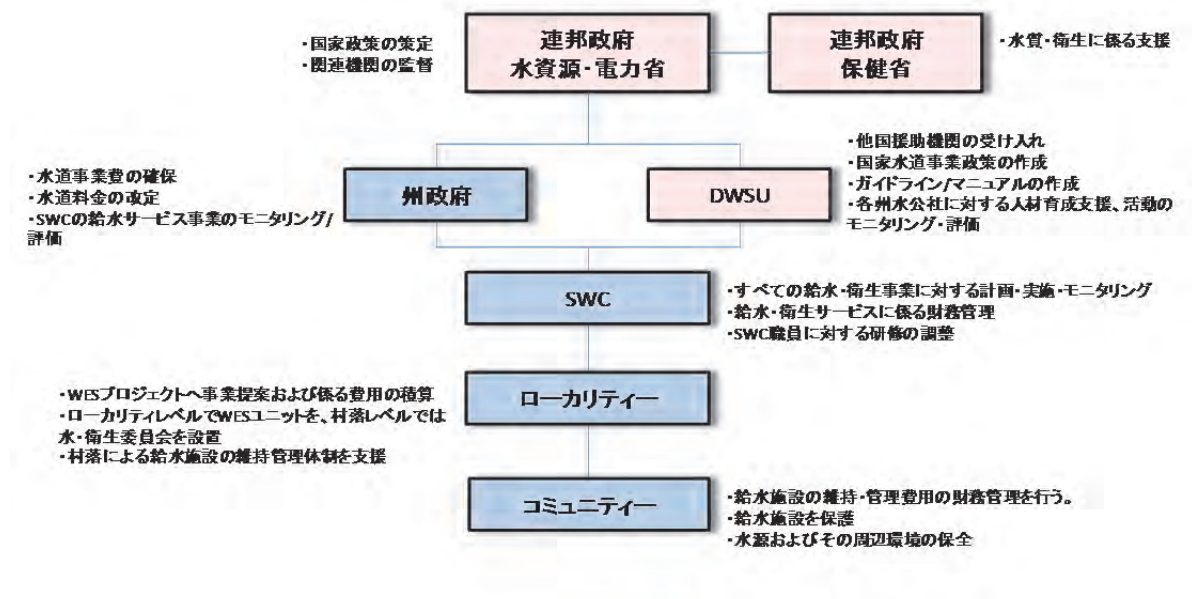 ・国家政策の策定
・関連機関の監督
連邦政府
水資源・電力省
連邦政府
保健省
・水質・衛生に係る支援
・水道事業費の確保
・水道料金の改定
・SWCの給水サービス事業のモニタリング/
評価
州政府
DWSU
・他国援助機関の受け入れ
・国家水道事業政策の作成
・ガイドライン/マニュアルの作成
・各州水公社に対する人材育成支援、活動の
モニタリング・評価
SWC
・すべての給水・衛生事業に対する計画・実施・モニタリング
・給水・衛生サービスに係る財務管理
・SWC職員に対する研修の調整
・WESプロジェクトへ事業提案および係る費用の積算
・ローカリティレベルでWESユニットを、村落レベルでは
水・衛生委員会を設置
・村落による給水施設の維持管理体制を支援
ローカリティー
コミュニティー
・給水施設の維持・管理費用の財務管理を行う。
・給水施設を保護
・水源およびその周辺環境の保全